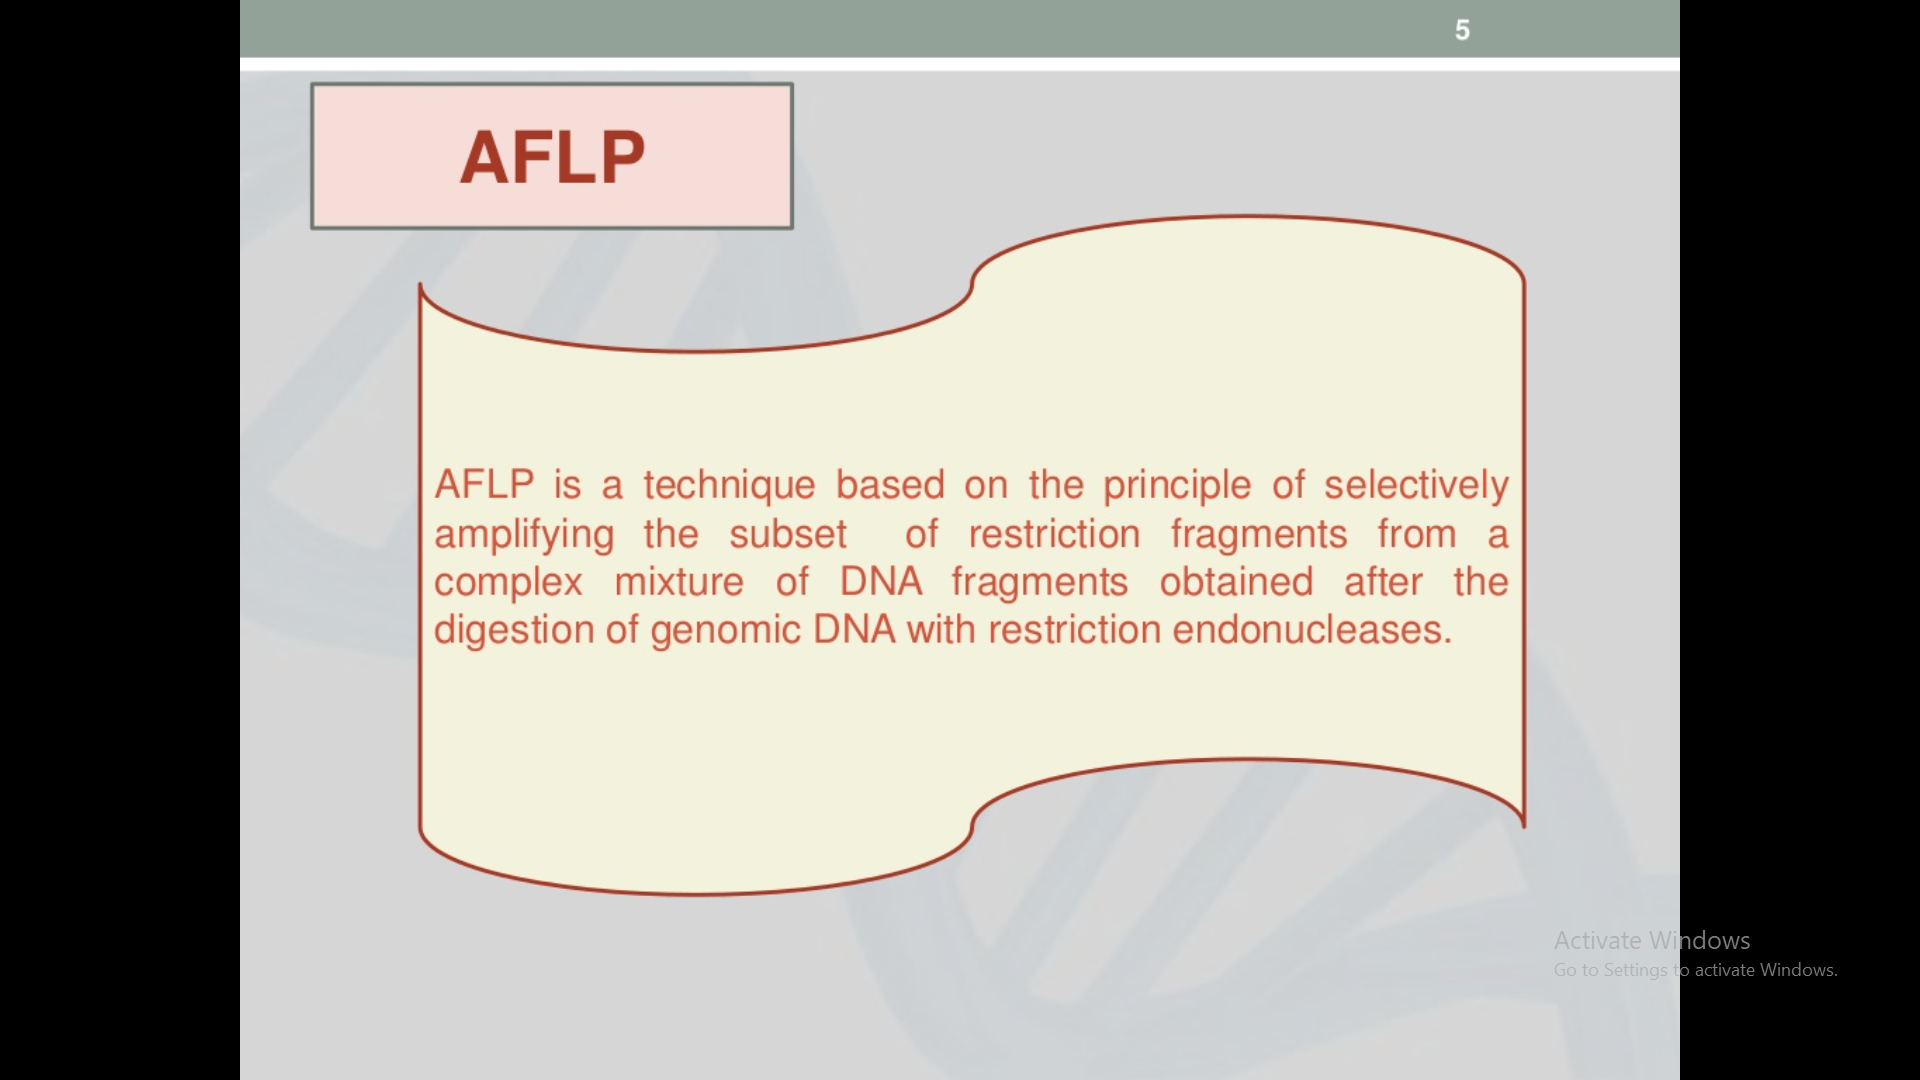 5
AFLP
AFLP is a technique based on the principle of selectively
amplifying the subset of restriction fragments from a
complex mixture of DNA fragments obtained after the
digestion of genomic DNA with restriction endonucleases.
Activate Windows
Go to Settings to activate Windows.